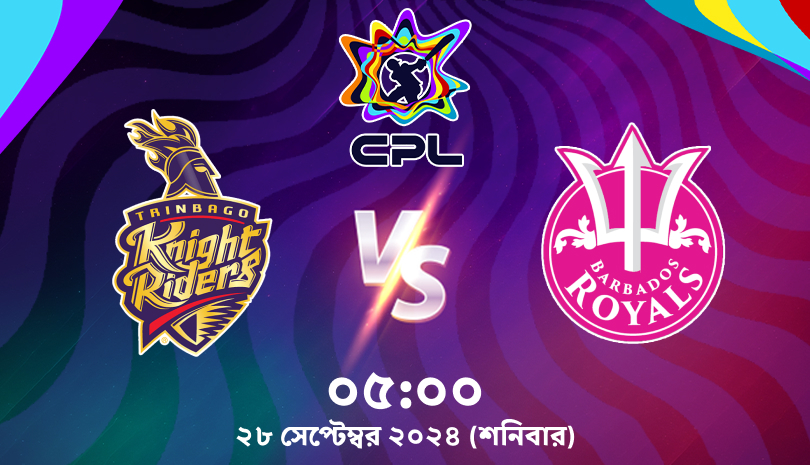 CPL
TRINBAGO
Knight
Riders
VS
BARBADOS
ROYALS
০৫:০০
২৮ সেপ্টেম্বর ২০২৪ (শনিবার)